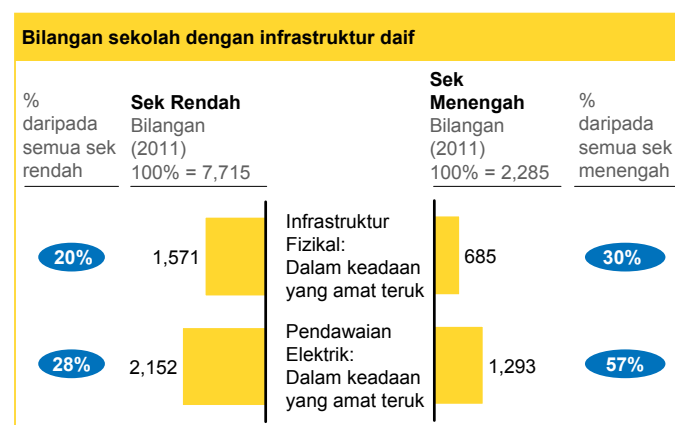 Bilangan sekolah dengan infrastruktur daif
%
daripada
semua sek
rendah
Sek Rendah
Bilangan
(2011)
100% = 7,715
Sek
Menengah
Bilangan
(2011)
100% = 2,285
%
daripada
semua sek
menengah
20%
1,571
Infrastruktur
Fizikal:
Dalam keadaan
yang amat teruk
685
30%
28%
2,152
Pendawaian
Elektrik:
Dalam keadaan
yang amat teruk
1,293
57%